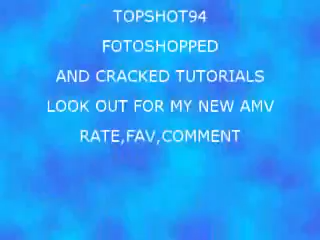 TOPSHOT94
FOTOSHOPPED
AND CRACKED TUTORIALS
LOOK OUT FOR MY NEW AMV
RATE,FAV,COMMENT